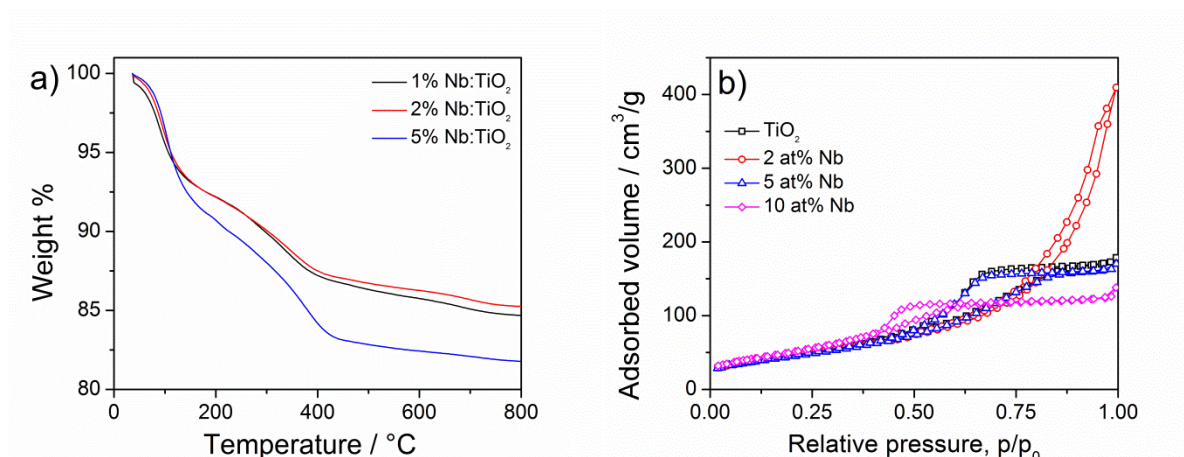 a)
1% Nb:TiO₂
2% Nb:TiO₂
5% Nb:TiO₂
100
95
90
85
80
Weight %
0
200
400
600
800
Temperature / °C
b)
TiO₂
2 at% Nb
5 at% Nb
10 at% Nb
400
300
200
100
0
Adsorbed volume / cm³/g
0.00
0.25
0.50
0.75
1.00
Relative pressure, p/p₀